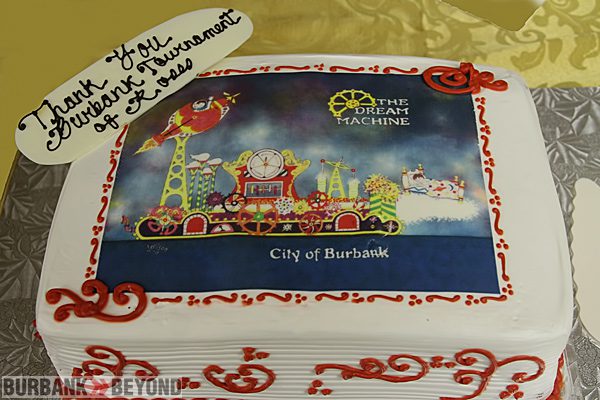 Thank You
Burbank Tournament
of Roses
THE
DREAM
MACHINE
City of Burbank
BURBANK BEYOND